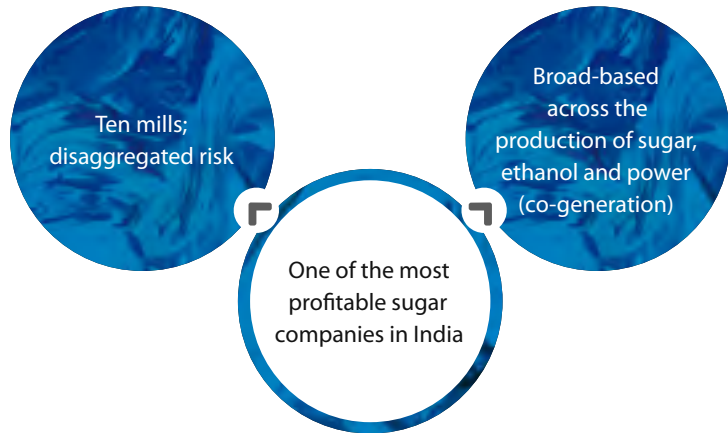 Ten mills;
disaggregated risk
Broad-based
across the
production of sugar,
ethanol and power
(co-generation)
One of the most
profitable sugar
companies in India